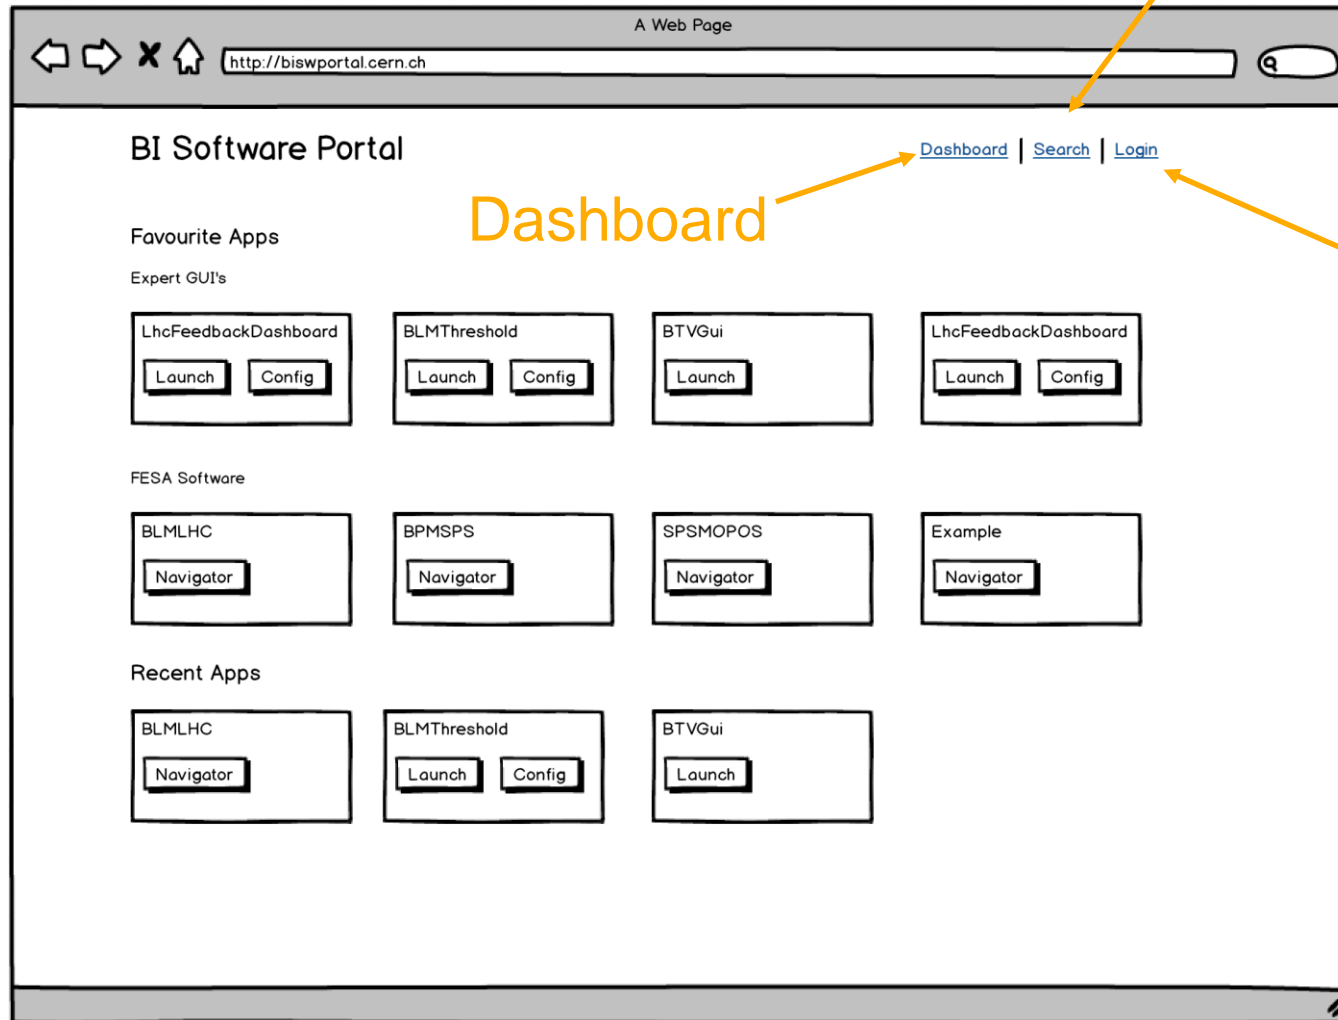 A Web Page
http://biswportal.cern.ch
BI Software Portal
Dashboard | Search | Login
Dashboard
Favourite Apps
Expert GUI's
LhcFeedbackDashboard BLMThreshold BTVGui LhcFeedbackDashboard
Launch Config Launch Config Launch Launch Config
FESA Software
BLMLHC BPMSPS SPSMOPOS Example
Navigator Navigator Navigator Navigator
Recent Apps
BLMLHC BLMThreshold BTVGui
Navigator Launch Config Launch